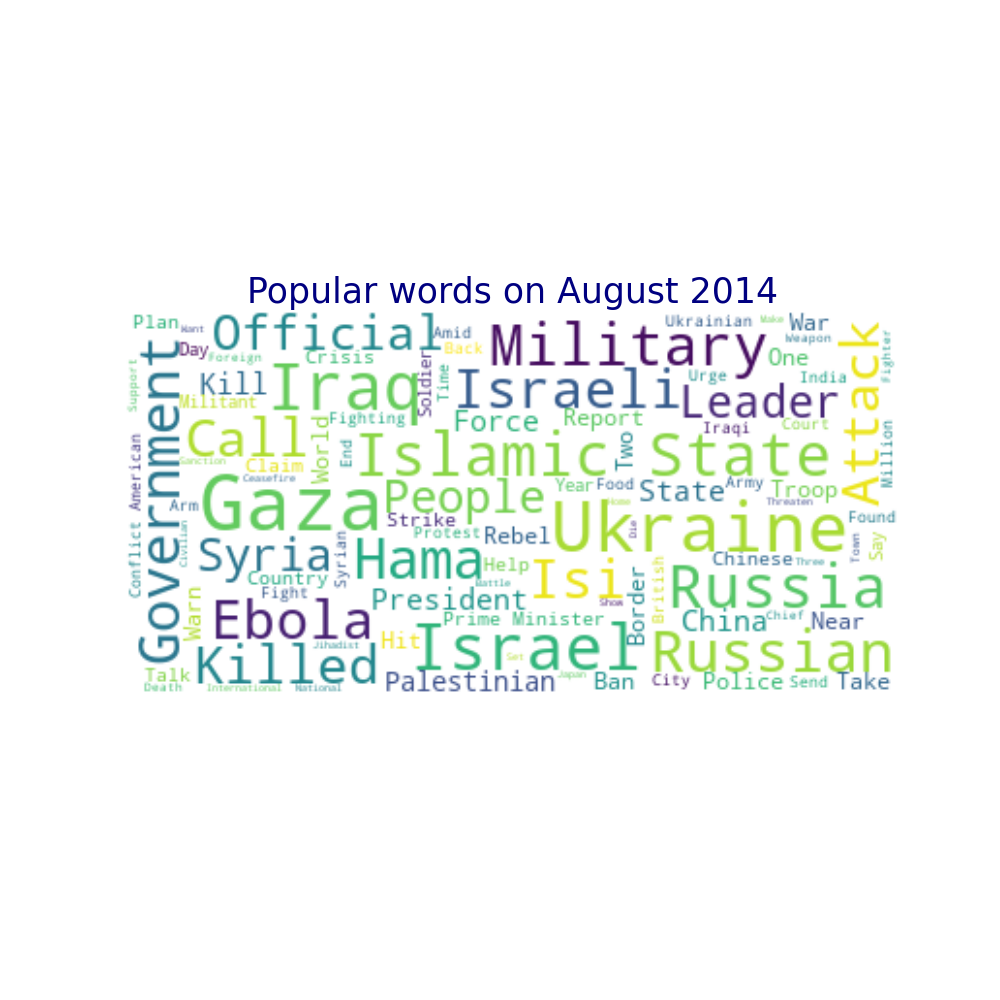 Popular words on August 2014
Plan
Want
Official
Amid
Military
Ukrainian
Make
War
Weapon
Day
Foreign
Crisis
Back
One
Attack
Fighter
Support
Government
Kill
Iraq
Soldier
Time
Israeli
Urge
India
Militant
Leader
Call
Fighting
Force
Report
Iraqi
Court
World
End
Islamic
Two
State
Million
American
Sanction
Claim
Ceasefire
Year
Food
State
Army
Troop
Threaten
Arm
Gaza
People
Strike
Home
Ukraine
Found
Conflict
Civilian
Syria
Syrian
Protest
Rebel
Die
Chinese
Three
Town
Say
Hama
Help
Isi
Border
British
Russia
Country
Fight
Battle
Warn
Ebola
President
Show
Prime Minister
China
Chief
Near
Jihadist
Hit
Israel
Set
Russian
Talk
Killed
Palestinian
Japan
Ban
City
Police
Send
Take
Death
International
National